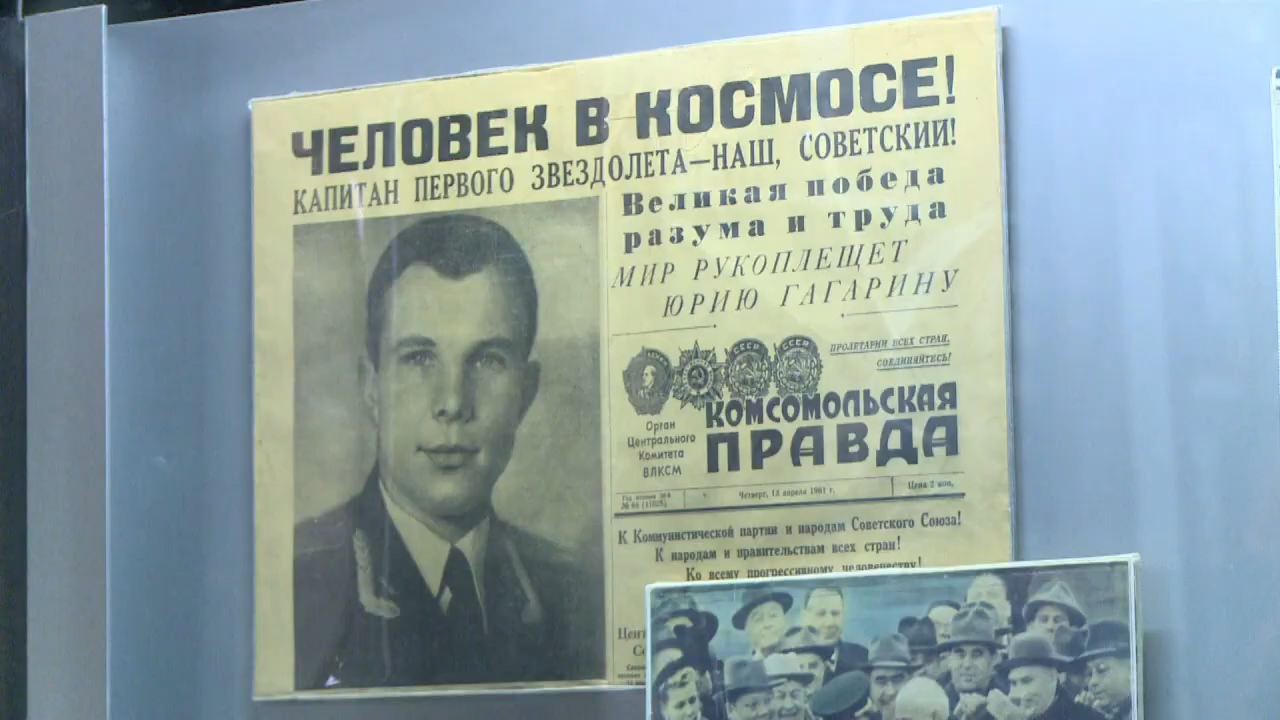 ЧЕЛОВЕК В КОСМОСЕ!
КАПИТАН ПЕРВОГО ЗВЕЗДОЛЕТА—НАШ, СОВЕТСКИЙ!
Великая победа
разума и труда
МИР РУКОПЛЕЩЕТ
ЮРИЮ ГАГАРИНУ
СССР
СССР
ПРОЛЕТАРИИ ВСЕХ СТРАН,
СОЕДИНЯЙТЕСЬ!
Орган
Центрального
Комитета
ВЛКСМ
КОМСОМОЛЬСКАЯ
ПРАВДА
Четверг, 13 апреля 1961 г.
Цена 2 коп.
К Коммунистической партии и народам Советского Союза!
К народам и правительствам всех стран!
Ко всему прогрессивному человечеству!